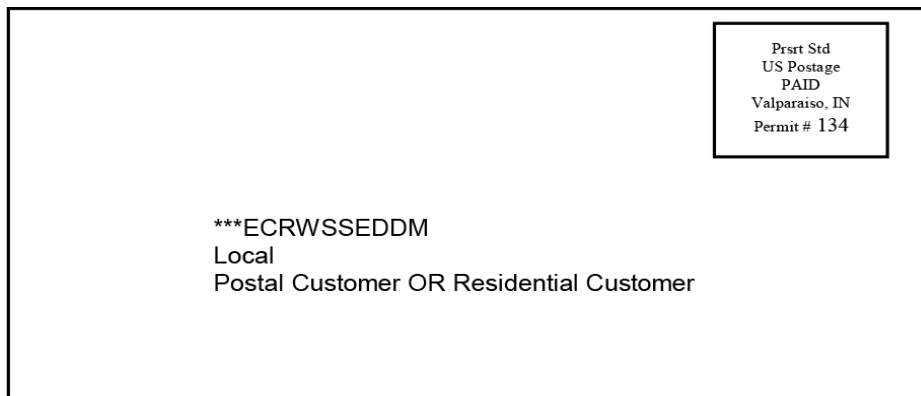 Prsrt Std
US Postage
PAID
Valparaiso, IN
Permit # 134
***ECRWSSEDDM
Local
Postal Customer OR Residential Customer